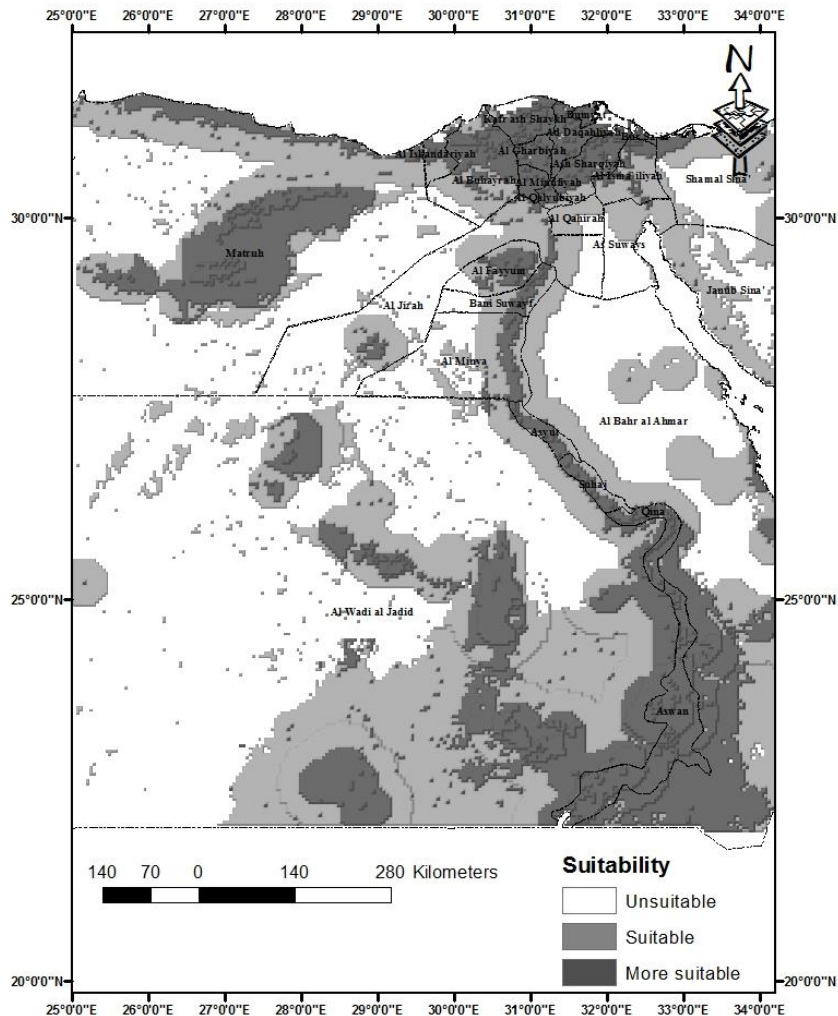 25°0'0"E 26°0'0"E 27°0'0"E 28°0'0"E 29°0'0"E 30°0'0"E 31°0'0"E 32°0'0"E 33°0'0"E 34°0'0"E
N
Kafr ash Shaykh
Ad Daqahliyah
Al Iskandariyah
Al Gharbiyah
Ash Sharqiyah
Al Buhayrah
Al Minufiyah
Al Isma'iliyah
Shamal Sina'
Al Qalyubiyah
30°0'0"N
Al Qahirah
30°0'0"N
As Suways
Matruh
Al Fayyum
Janub Sina'
Al Jizah
Bani Suwayf
Al Minya
Al Bahr al Ahmar
Asyut
Suhaj
Qina
25°0'0"N
25°0'0"N
Al Wadi al Jadid
Aswan
140 70 0 140 280 Kilometers
Suitability
Unsuitable
Suitable
More suitable
20°0'0"N
20°0'0"N
25°0'0"E 26°0'0"E 27°0'0"E 28°0'0"E 29°0'0"E 30°0'0"E 31°0'0"E 32°0'0"E 33°0'0"E 34°0'0"E